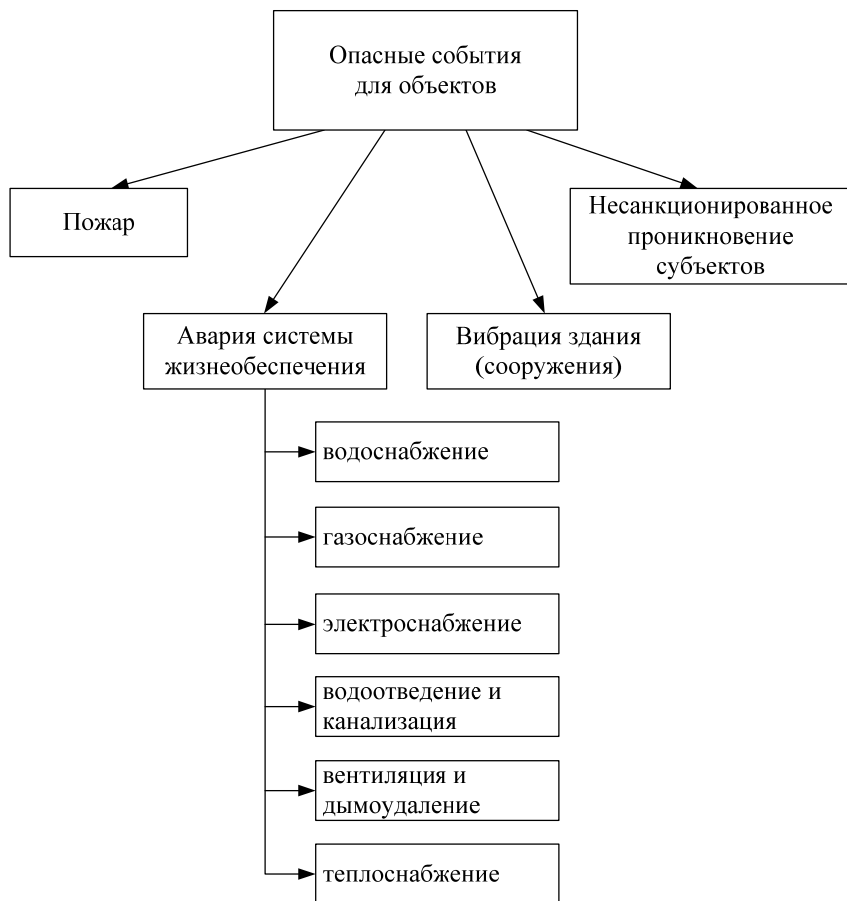 Опасные события
для объектов
Пожар
Несанкционированное
проникновение
субъектов
Авария системы
жизнеобеспечения
Вибрация здания
(сооружения)
водоснабжение
газоснабжение
электроснабжение
водоотведение и
канализация
вентиляция и
дымоудаление
теплоснабжение